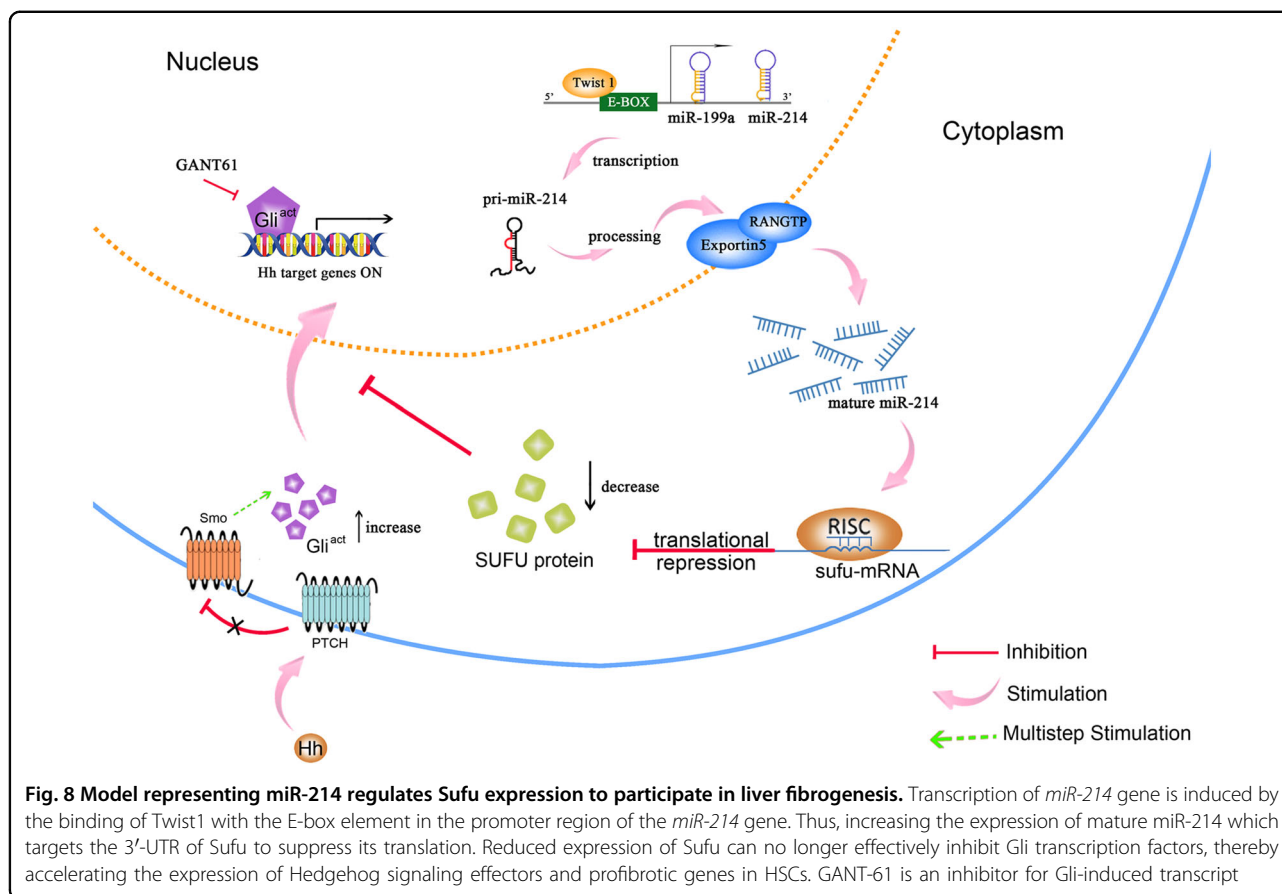 Nucleus
Cytoplasm
Twist 1
5’
E-BOX
3’
miR-199a
miR-214
transcription
GANT61
Gli act
Hh target genes ON
pri-miR-214
processing
RANGTP
Exportin5
mature miR-214
decrease
Smo
Gli act
increase
SUFU protein
translational
repression
RISC
sufu-mRNA
PTCH
Hh
Inhibition
Stimulation
Multistep Stimulation
Fig. 8 Model representing miR-214 regulates Sufu expression to participate in liver fibrogenesis. Transcription of miR-214 gene is induced by
the binding of Twist1 with the E-box element in the promoter region of the miR-214 gene. Thus, increasing the expression of mature miR-214 which
targets the 3′-UTR of Sufu to suppress its translation. Reduced expression of Sufu can no longer effectively inhibit Gli transcription factors, thereby
accelerating the expression of Hedgehog signaling effectors and profibrotic genes in HSCs. GANT-61 is an inhibitor for Gli-induced transcript